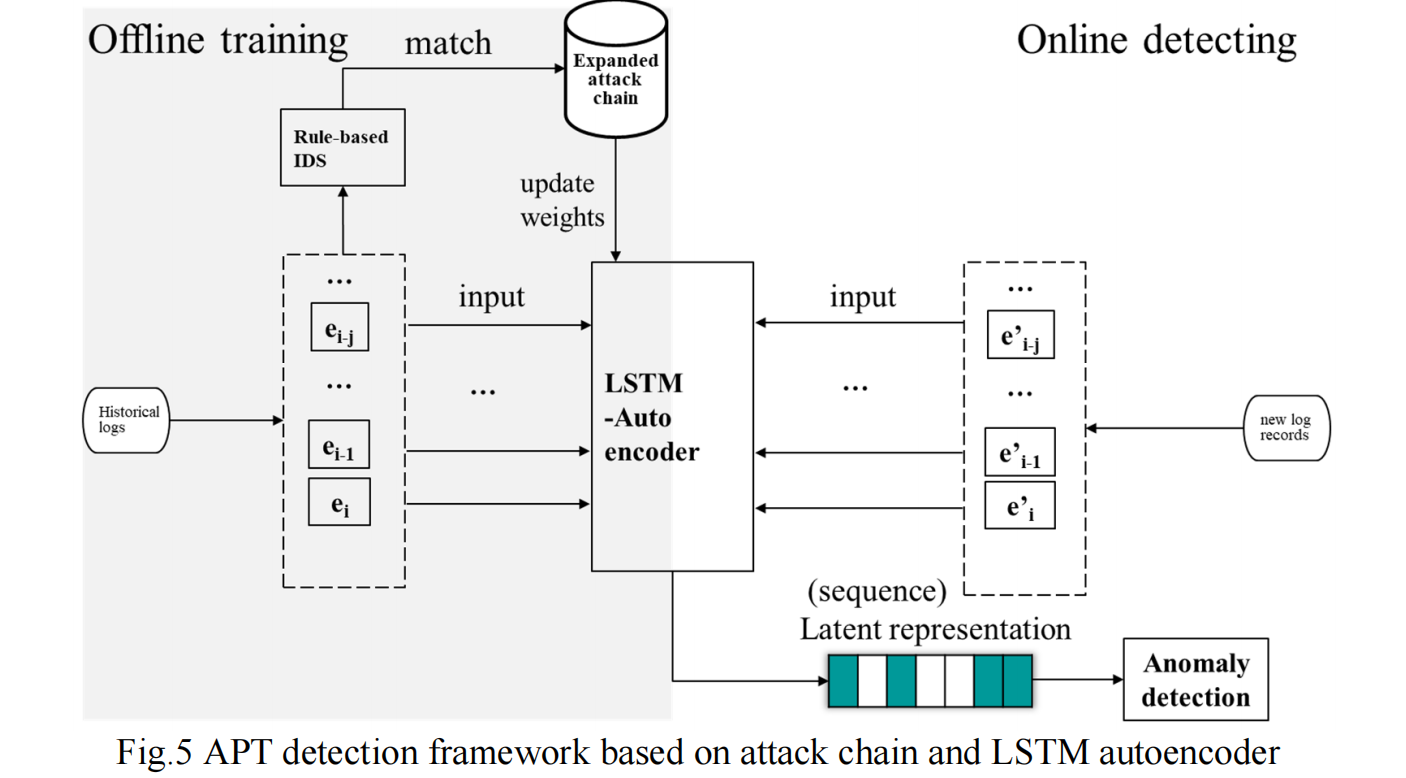 Offline training
match
Expanded
attack
chain
Online detecting
Rule-based
IDS
update
weights
...
e_{i-j}
...
e_{i-1}
e_i
input
...
Historical
logs
LSTM
-Auto
encoder
input
...
...
e’_{i-j}
...
e’_{i-1}
e’_i
new log
records
(sequence)
Latent representation
Anomaly
detection
Fig.5 APT detection framework based on attack chain and LSTM autoencoder